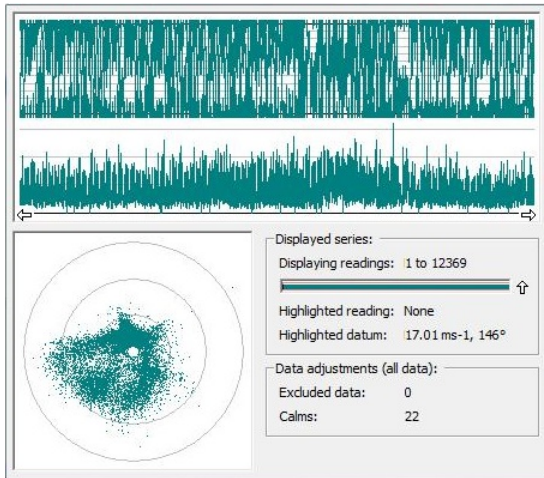 Displayed series:
Displaying readings: 1 to 12369
Highlighted reading: None
Highlighted datum: 17.01 ms-1, 146°
Data adjustments (all data):
Excluded data: 0
Calms: 22